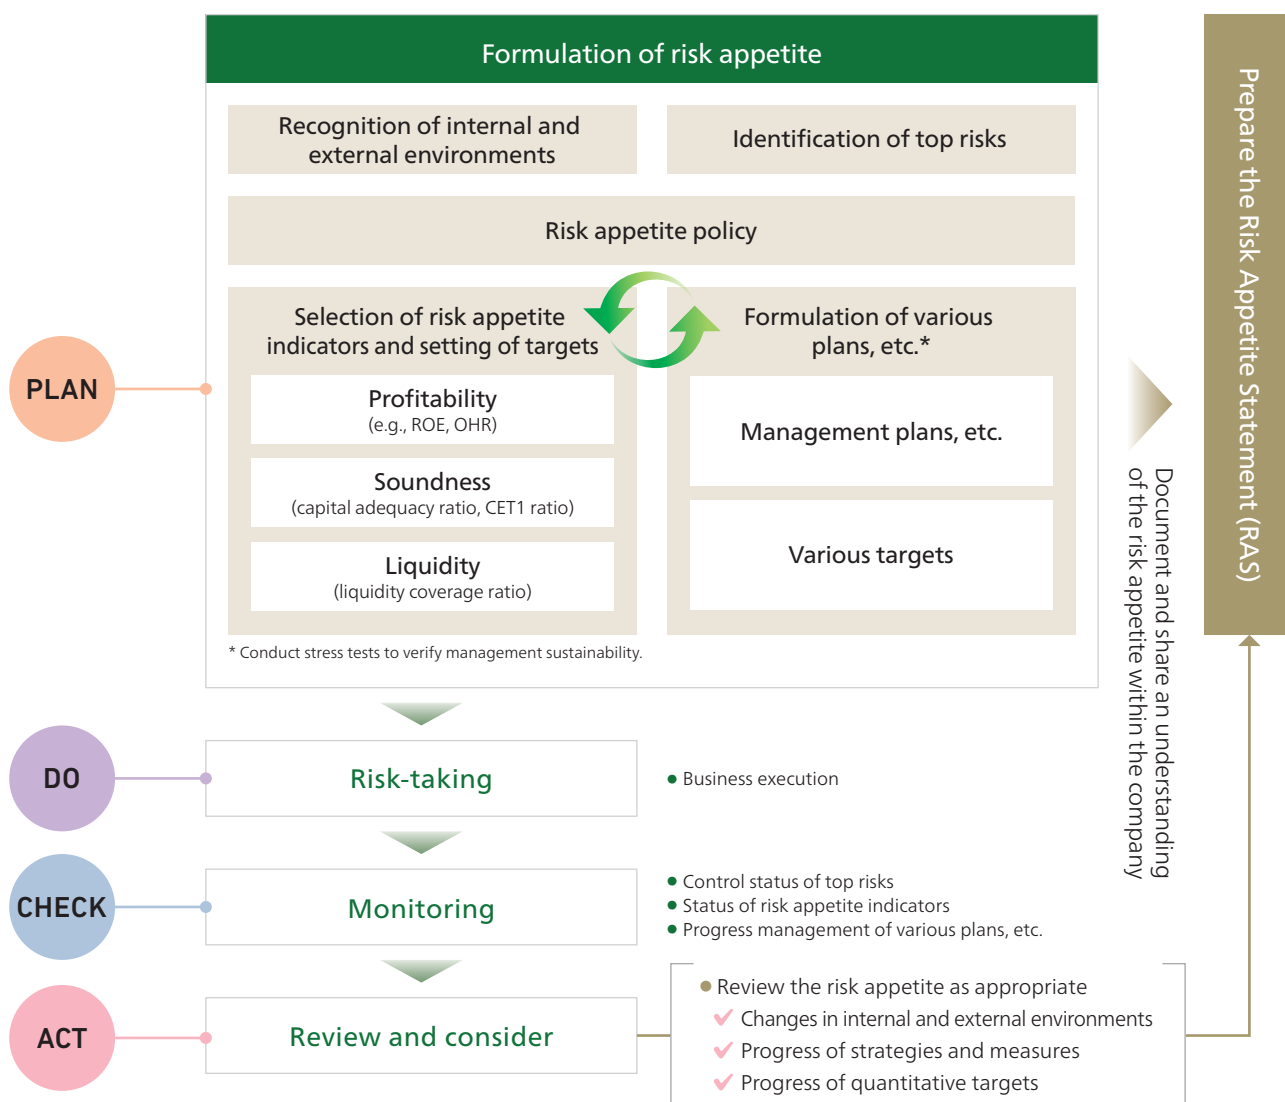 Formulation of risk appetite
Recognition of internal and
external environments
Identification of top risks
Risk appetite policy
Selection of risk appetite
indicators and setting of targets
Profitability
(e.g., ROE, OHR)
Soundness
(capital adequacy ratio, CET1 ratio)
Liquidity
(liquidity coverage ratio)
Formulation of various
plans, etc.*
Management plans, etc.
Various targets
* Conduct stress tests to verify management sustainability.
PLAN
Document and share an understanding
of the risk appetite within the company
Prepare the Risk Appetite Statement (RAS)
DO
Risk-taking
● Business execution
CHECK
Monitoring
● Control status of top risks
● Status of risk appetite indicators
● Progress management of various plans, etc.
ACT
Review and consider
● Review the risk appetite as appropriate
✓ Changes in internal and external environments
✓ Progress of strategies and measures
✓ Progress of quantitative targets